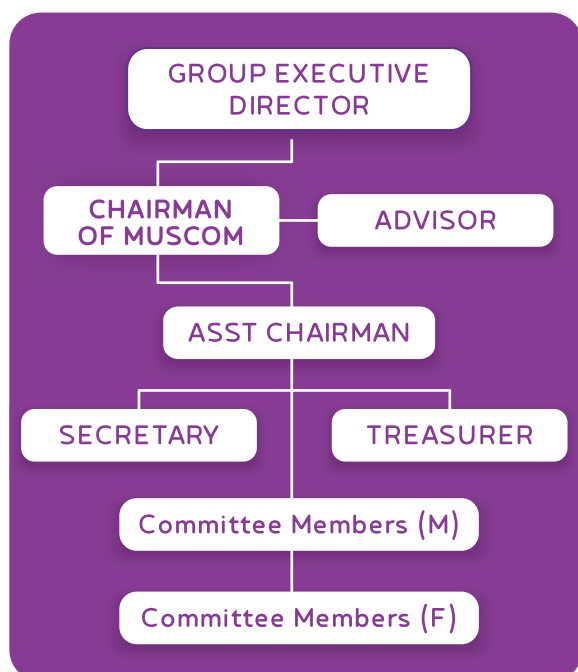 GROUP EXECUTIVE
DIRECTOR
CHAIRMAN
OF MUSCOM
ADVISOR
ASST CHAIRMAN
SECRETARY
TREASURER
Committee Members (M)
Committee Members (F)